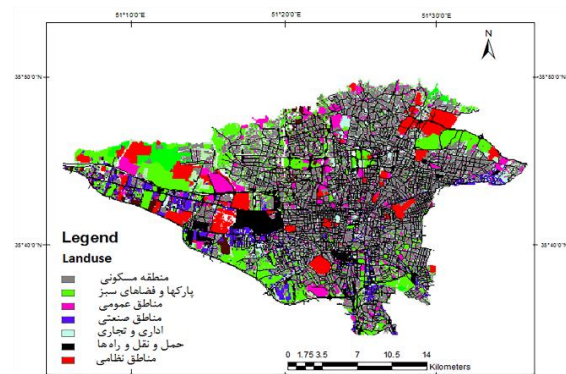 51°10'0"E 51°20'0"E 51°30'0"E
N
35°50'0"N 35°50'0"N
35°40'0"N 35°40'0"N
Legend
Landuse
منطقه مسکونی
پارکها و فضاهای سبز
مناطق عمومی
مناطق صنعتی
اداری و تجاری
حمل و نقل و راه ها
مناطق نظامی
0 1.75 3.5 7 10.5 14
Kilometers